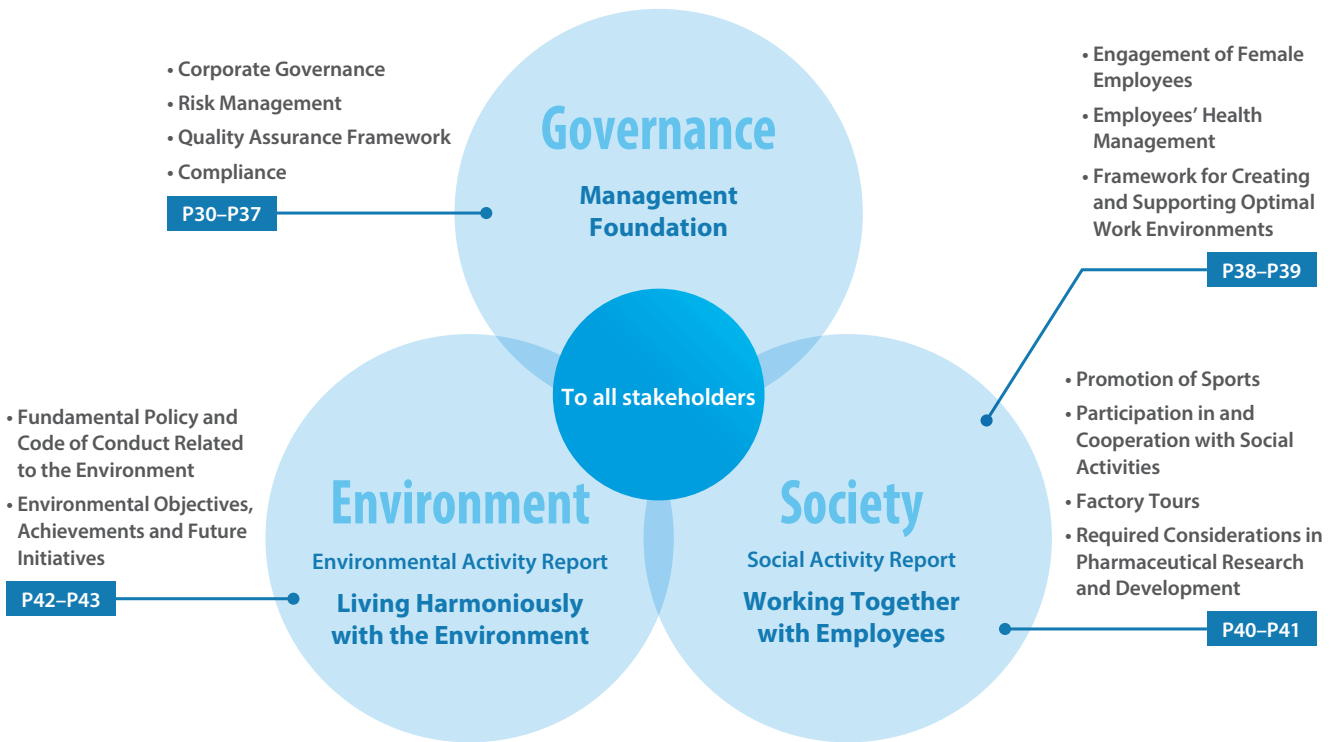 • Corporate Governance
• Risk Management
• Quality Assurance Framework
• Compliance
P30–P37
Governance
Management
Foundation
• Engagement of Female
Employees
• Employees’ Health
Management
• Framework for Creating
and Supporting Optimal
Work Environments
P38–P39
To all stakeholders
• Fundamental Policy and
Code of Conduct Related
to the Environment
• Environmental Objectives,
Achievements and Future
Initiatives
P42–P43
Environment
Environmental Activity Report
Living Harmoniously
with the Environment
Society
Social Activity Report
Working Together
with Employees
• Promotion of Sports
• Participation in and
Cooperation with Social
Activities
• Factory Tours
• Required Considerations in
Pharmaceutical Research
and Development
P40–P41